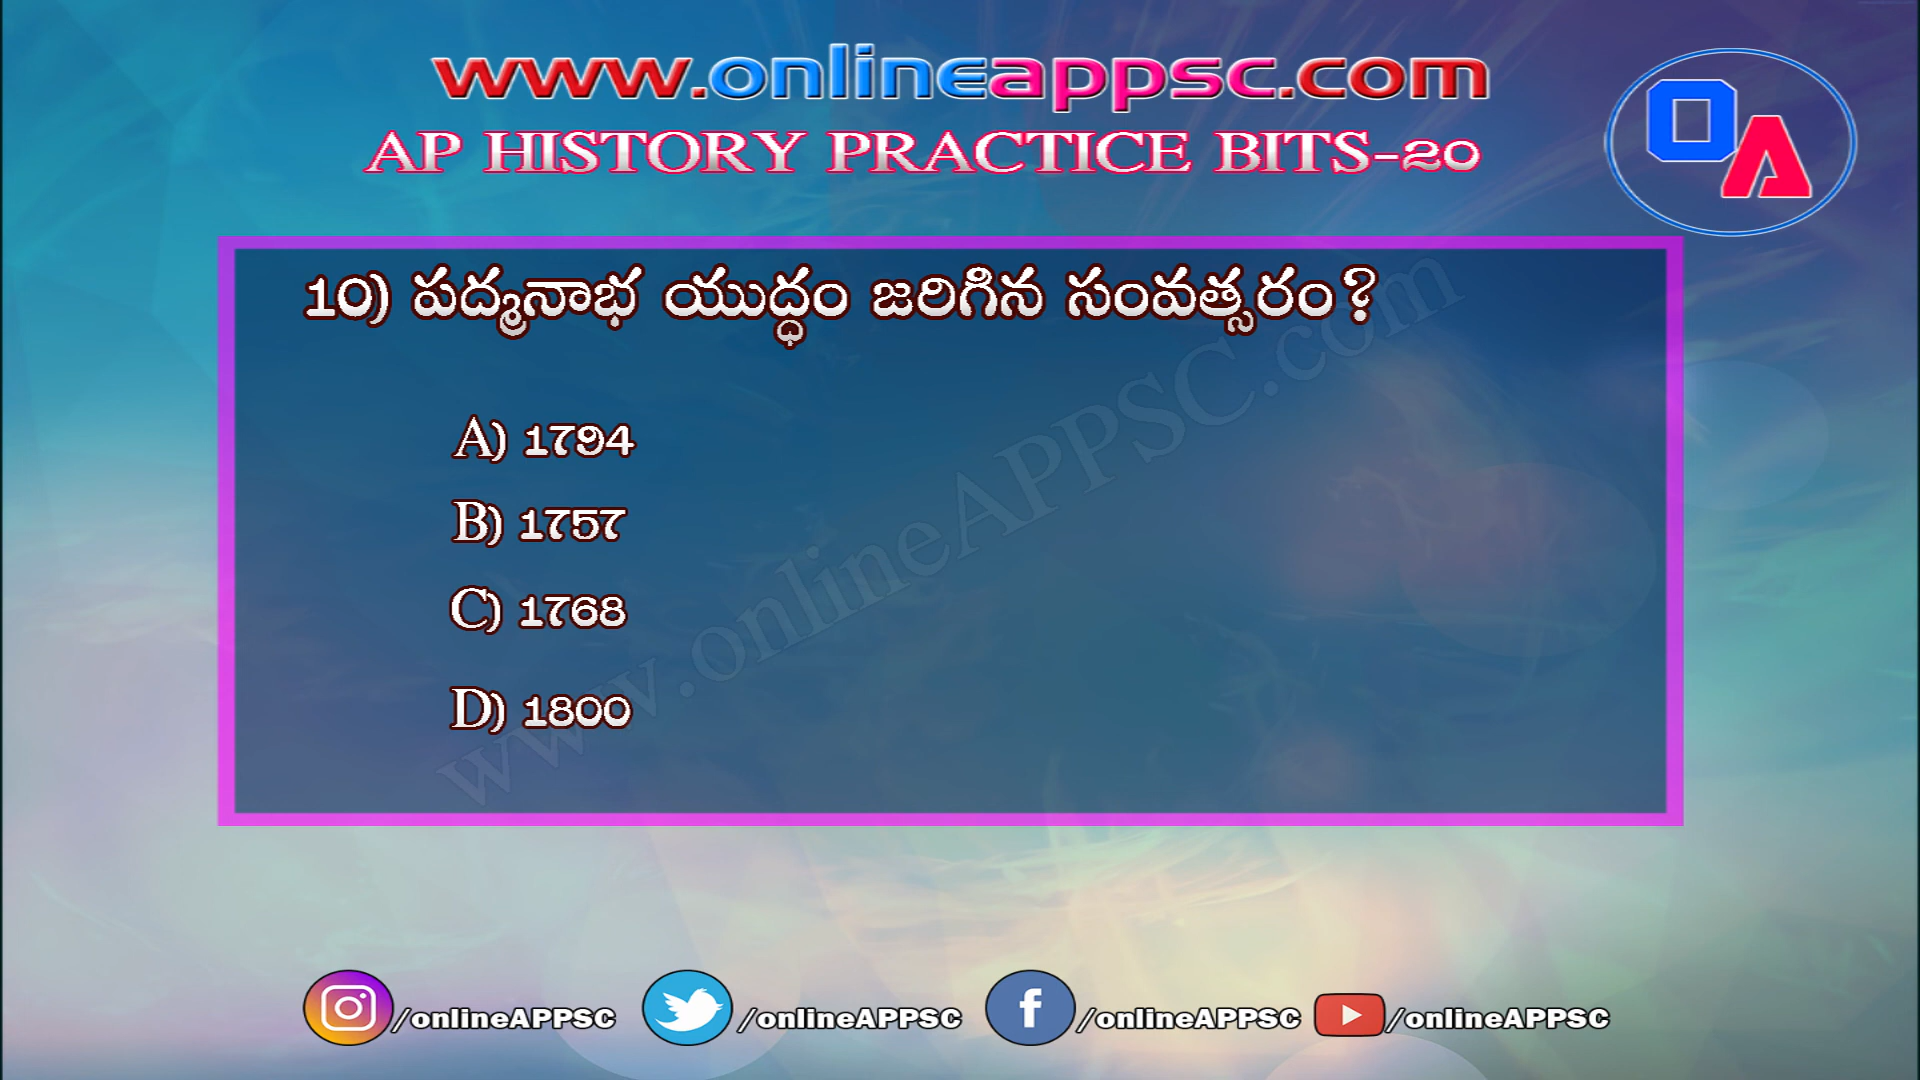 www.onlineappsc.com
AP HISTORY PRACTICE BITS-20
OA
10) పద్మనాభ యుద్ధం జరిగిన సంవత్సరం?
A) 1794
B) 1757
C) 1768
D) 1800
www.onlineAPPSC.com
/onlineAPPSC /onlineAPPSC /onlineAPPSC /onlineAPPSC